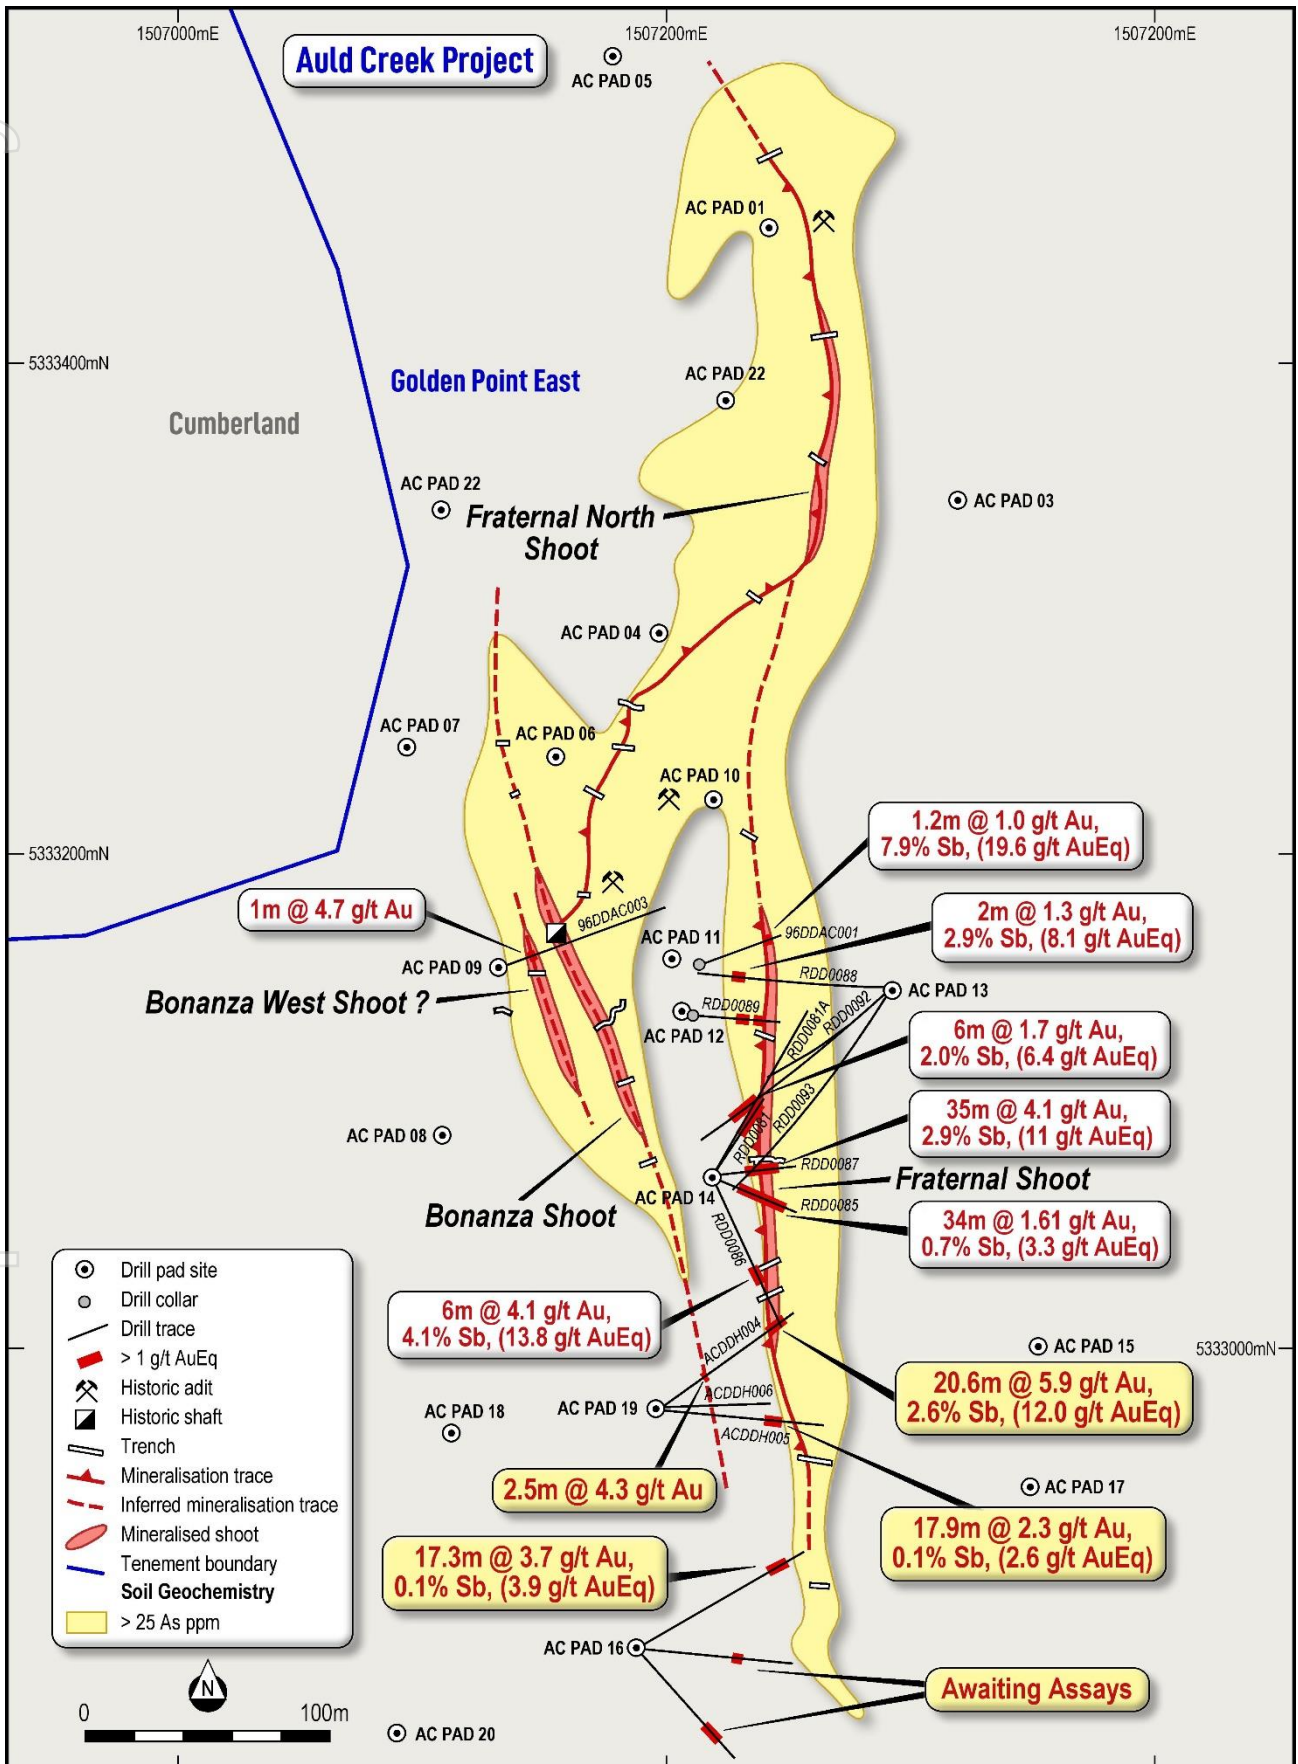 1507000mE
1507200mE
1507200mE
Auld Creek Project
AC PAD 05
AC PAD 01
5333400mN
Golden Point East
AC PAD 22
Cumberland
AC PAD 22
AC PAD 03
Fraternal North
Shoot
AC PAD 04
AC PAD 07
AC PAD 06
AC PAD 10
1.2m @ 1.0 g/t Au,
7.9% Sb, (19.6 g/t AuEq)
5333200mN
1m @ 4.7 g/t Au
96DDAC003
2m @ 1.3 g/t Au,
2.9% Sb, (8.1 g/t AuEq)
AC PAD 11
96DDAC001
AC PAD 09
RDD0088
AC PAD 13
Bonanza West Shoot ?
RDD0089
RDD0081A
RDD0092
AC PAD 12
6m @ 1.7 g/t Au,
2.0% Sb, (6.4 g/t AuEq)
RDD0081
RDD0093
35m @ 4.1 g/t Au,
2.9% Sb, (11 g/t AuEq)
AC PAD 08
RDD0087
Fraternal Shoot
AC PAD 14
RDD0085
Bonanza Shoot
RDD0086
34m @ 1.61 g/t Au,
0.7% Sb, (3.3 g/t AuEq)
6m @ 4.1 g/t Au,
4.1% Sb, (13.8 g/t AuEq)
ACDDH004
AC PAD 15
5333000mN
20.6m @ 5.9 g/t Au,
2.6% Sb, (12.0 g/t AuEq)
ACDDH006
AC PAD 19
AC PAD 18
ACDDH005
2.5m @ 4.3 g/t Au
AC PAD 17
17.9m @ 2.3 g/t Au,
0.1% Sb, (2.6 g/t AuEq)
17.3m @ 3.7 g/t Au,
0.1% Sb, (3.9 g/t AuEq)
AC PAD 16
Awaiting Assays
AC PAD 20
Drill pad site
Drill collar
Drill trace
> 1 g/t AuEq
Historic adit
Historic shaft
Trench
Mineralisation trace
Inferred mineralisation trace
Mineralised shoot
Tenement boundary
Soil Geochemistry
> 25 As ppm
N
0
100m